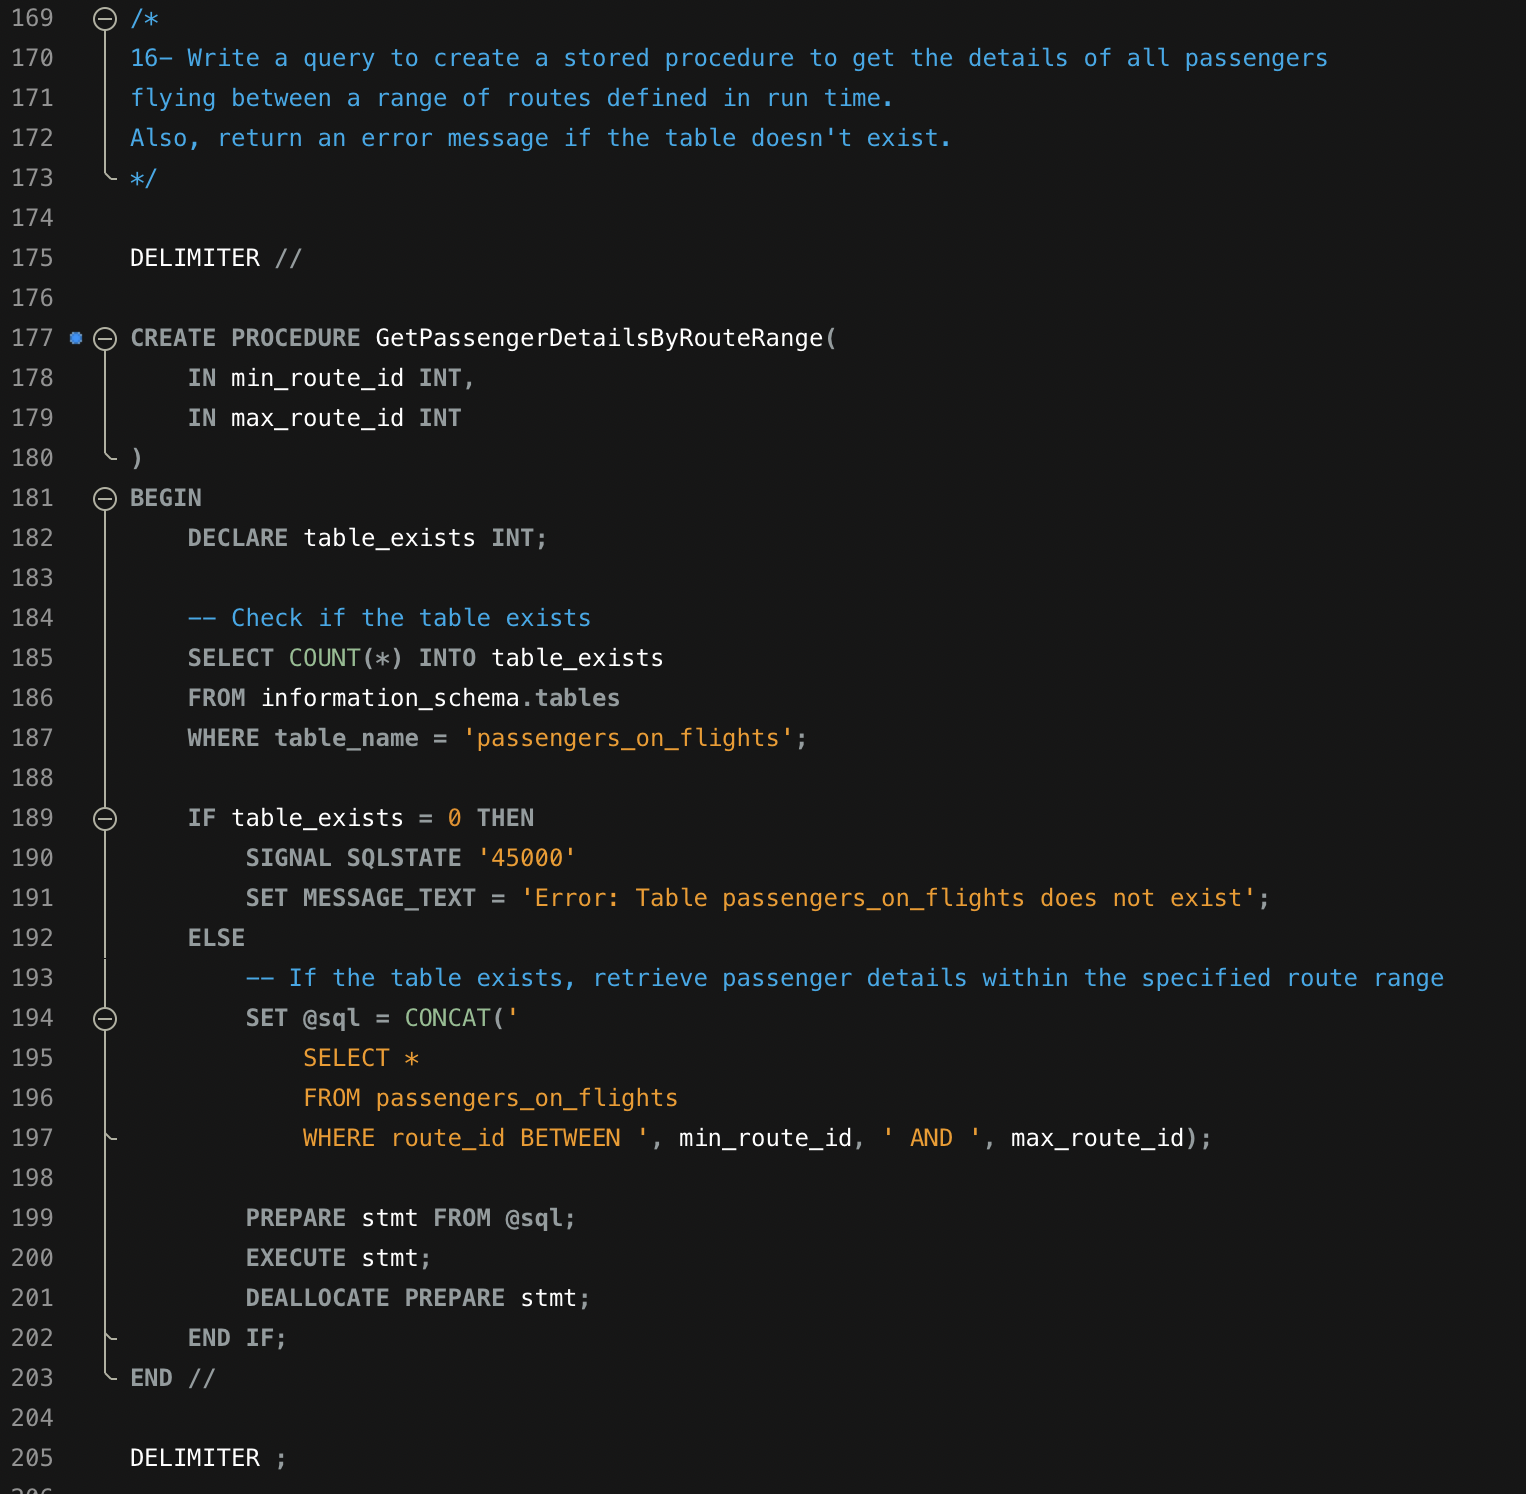 169 /*
170 16- Write a query to create a stored procedure to get the details of all passengers
171 flying between a range of routes defined in run time.
172 Also, return an error message if the table doesn't exist.
173 */
174
175 DELIMITER //
176
177 CREATE PROCEDURE GetPassengerDetailsByRouteRange(
178     IN min_route_id INT,
179     IN max_route_id INT
180 )
181 BEGIN
182     DECLARE table_exists INT;
183
184     -- Check if the table exists
185     SELECT COUNT(*) INTO table_exists
186     FROM information_schema.tables
187     WHERE table_name = 'passengers_on_flights';
188
189     IF table_exists = 0 THEN
190         SIGNAL SQLSTATE '45000'
191         SET MESSAGE_TEXT = 'Error: Table passengers_on_flights does not exist';
192     ELSE
193         -- If the table exists, retrieve passenger details within the specified route range
194         SET @sql = CONCAT('
195             SELECT *
196             FROM passengers_on_flights
197             WHERE route_id BETWEEN ', min_route_id, ' AND ', max_route_id);
198
199         PREPARE stmt FROM @sql;
200         EXECUTE stmt;
201         DEALLOCATE PREPARE stmt;
202     END IF;
203 END //
204
205 DELIMITER ;